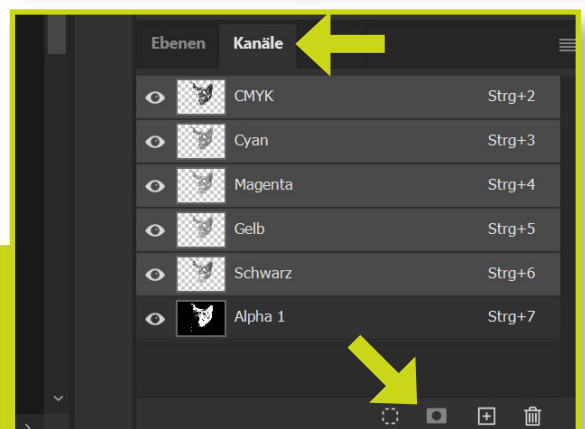 Ebenen Kanäle
CMYK Strg+2
Cyan Strg+3
Magenta Strg+4
Gelb Strg+5
Schwarz Strg+6
Alpha 1 Strg+7